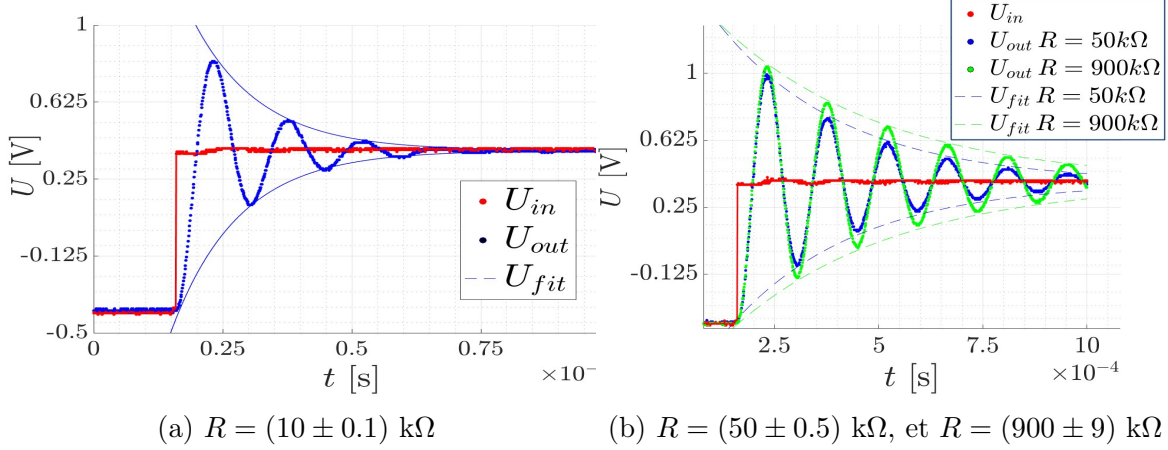 1
0.625
0.25
-0.125
-0.5
U [V]
0
0.25
0.5
0.75
×10⁻
t [s]
U_in
U_out
U_fit
(a) R = (10 ± 0.1) kΩ
1
0.625
0.25
-0.125
U [V]
2.5
5
7.5
10
×10⁻⁴
t [s]
U_in
U_out R = 50kΩ
U_out R = 900kΩ
U_fit R = 50kΩ
U_fit R = 900kΩ
(b) R = (50 ± 0.5) kΩ, et R = (900 ± 9) kΩ